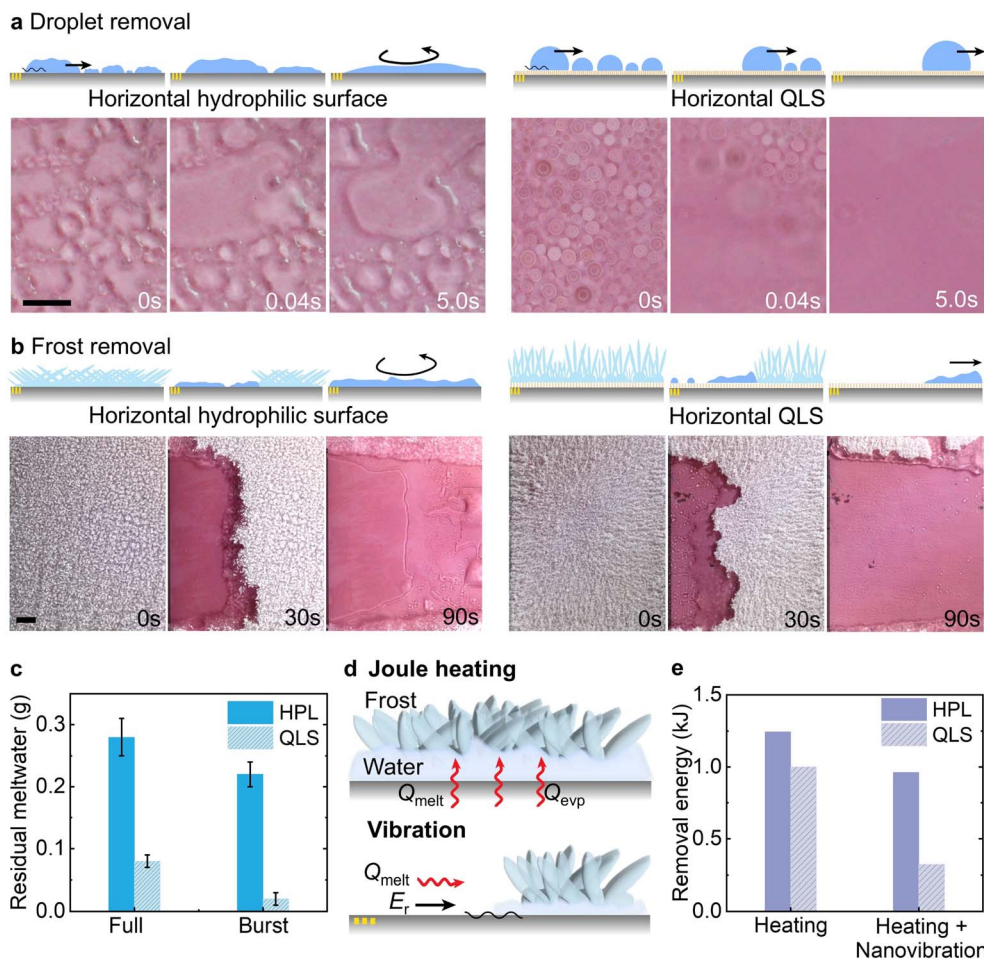 a Droplet removal
Horizontal hydrophilic surface
Horizontal QLS
0s
0.04s
5.0s
0s
0.04s
5.0s
b Frost removal
Horizontal hydrophilic surface
Horizontal QLS
0s
30s
90s
0s
30s
90s
c
HPL
QLS
Residual meltwater (g)
0.3
0.2
0.1
0.0
Full
Burst
d Joule heating
Frost
Water
Qmelt
Qevp
Vibration
Qmelt
Er
e
HPL
QLS
Removal energy (kJ)
1.5
1.0
0.5
0.0
Heating
Heating +
Nanovibration